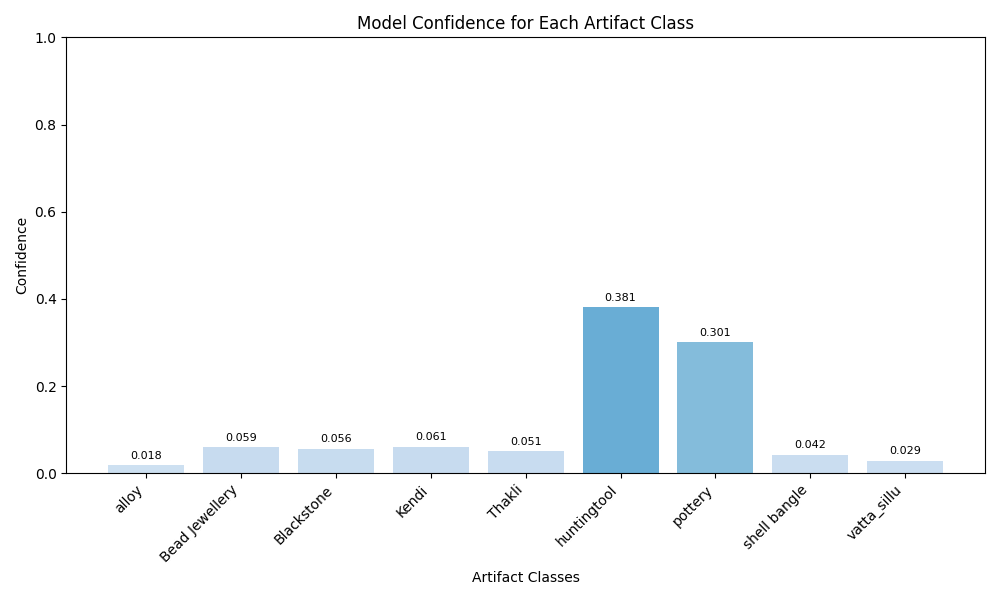 Model Confidence for Each Artifact Class
1.0
0.8
0.6
0.4
0.2
0.0
Confidence
0.018
0.059
0.056
0.061
0.051
0.381
0.301
0.042
0.029
alloy
Bead Jewellery
Blackstone
Kendi
Thakli
huntingtool
pottery
shell bangle
vatta_sillu
Artifact Classes